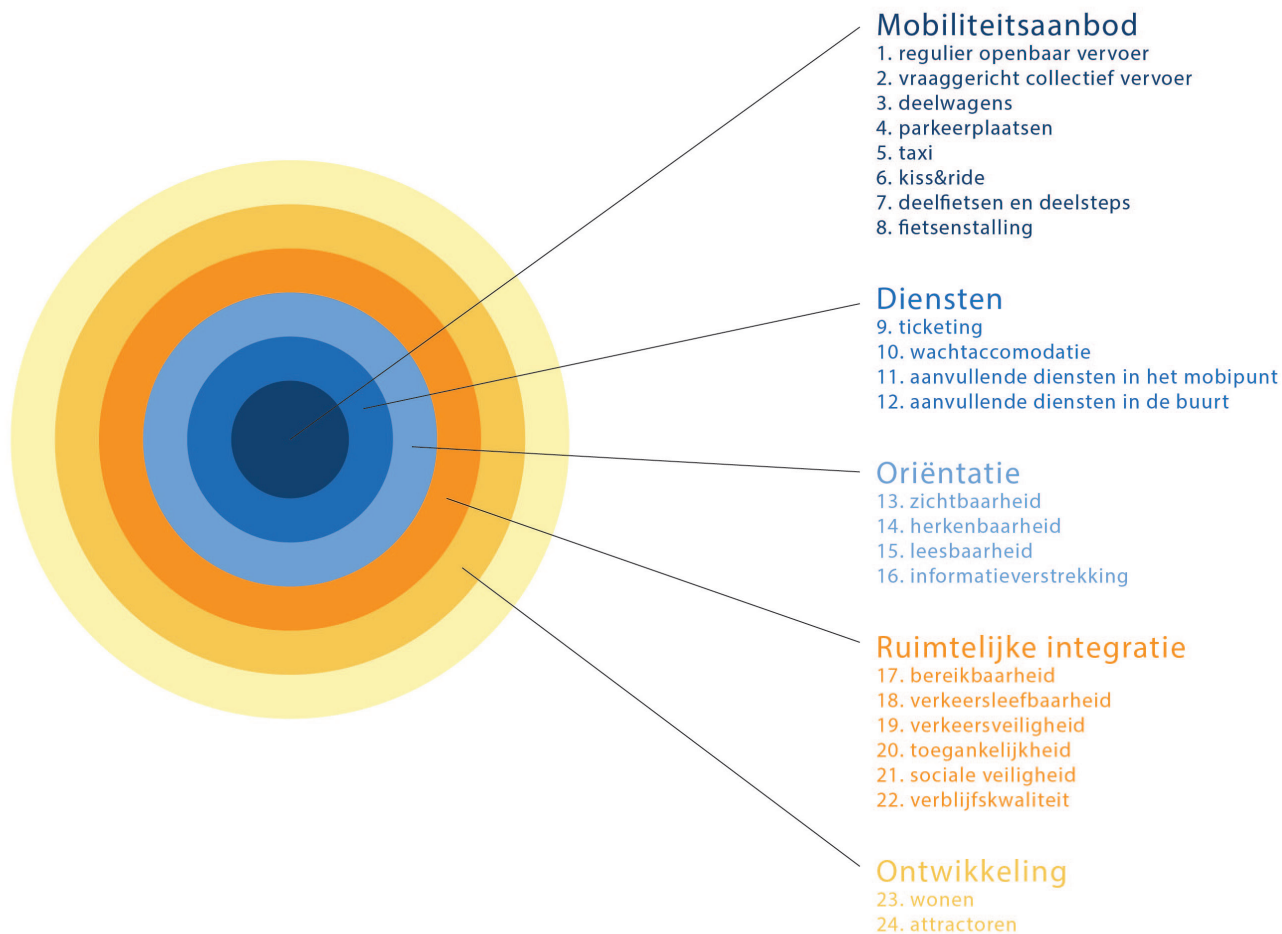 Mobiliteitsaanbod
1. regulier openbaar vervoer
2. vraaggericht collectief vervoer
3. deelwagens
4. parkeerplaatsen
5. taxi
6. kiss&ride
7. deelfietsen en deelsteps
8. fietsenstalling
Diensten
9. ticketing
10. wachtaccomodatie
11. aanvullende diensten in het mobipunt
12. aanvullende diensten in de buurt
Oriëntatie
13. zichtbaarheid
14. herkenbaarheid
15. leesbaarheid
16. informatieverstrekking
Ruimtelijke integratie
17. bereikbaarheid
18. verkeersleefbaarheid
19. verkeersveiligheid
20. toegankelijkheid
21. sociale veiligheid
22. verblijfskwaliteit
Ontwikkeling
23. wonen
24. attractoren